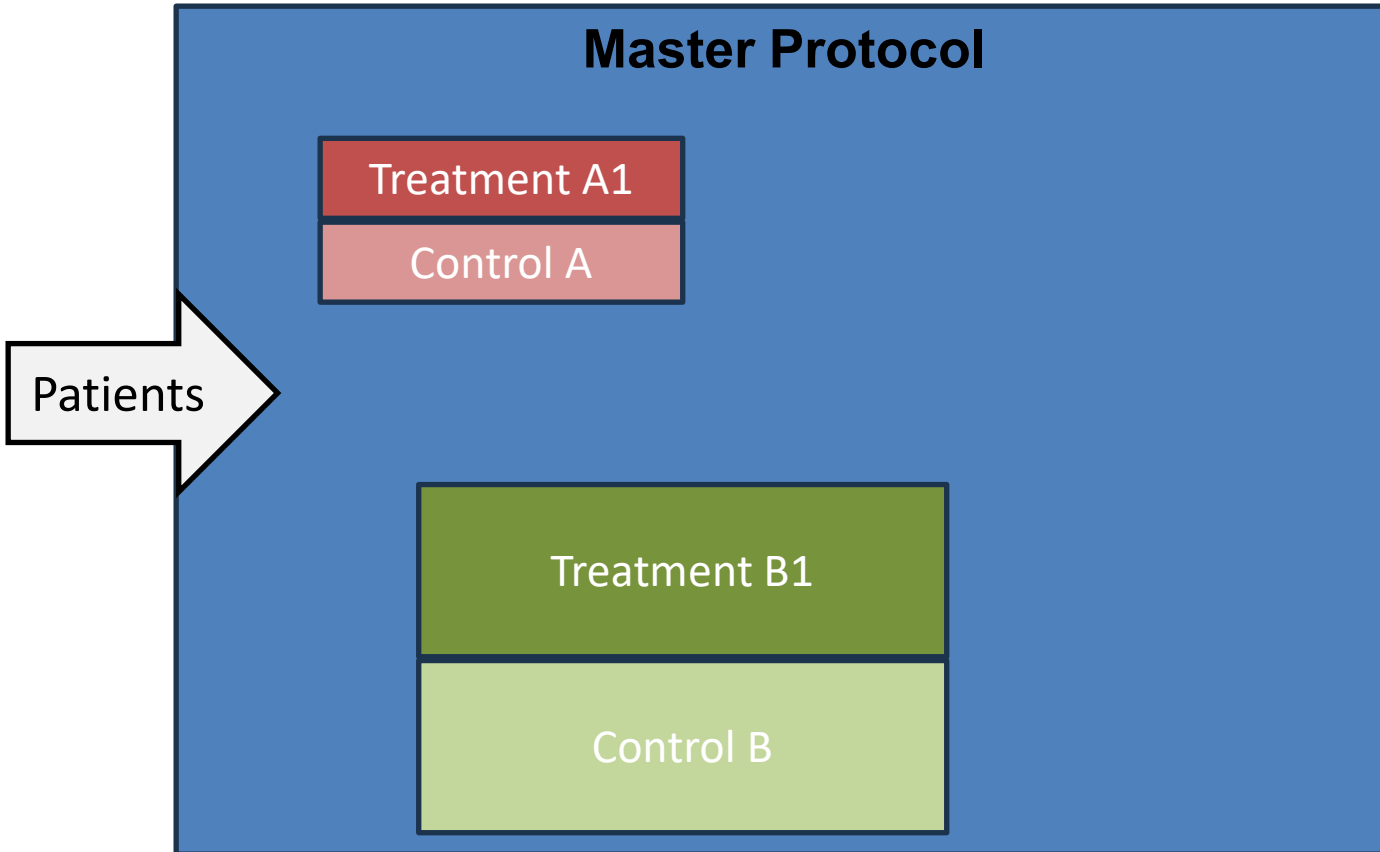 Master Protocol
Treatment A1
Control A
Patients
Treatment B1
Control B